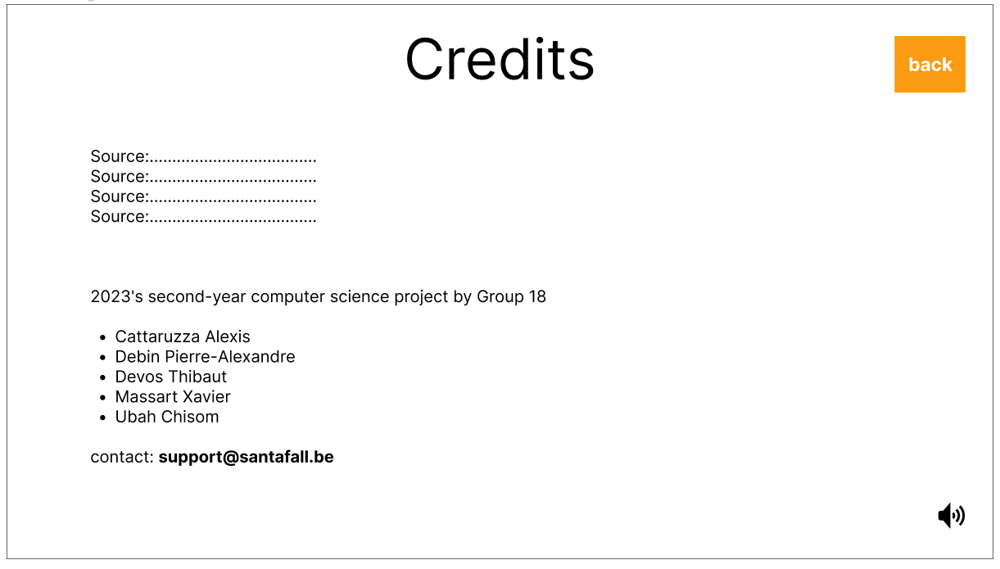 Credits
back
Source:.....................................
Source:.....................................
Source:.....................................
Source:.....................................
2023's second-year computer science project by Group 18
• Cattaruzza Alexis
• Debin Pierre-Alexandre
• Devos Thibaut
• Massart Xavier
• Ubah Chisom
contact: support@santafall.be